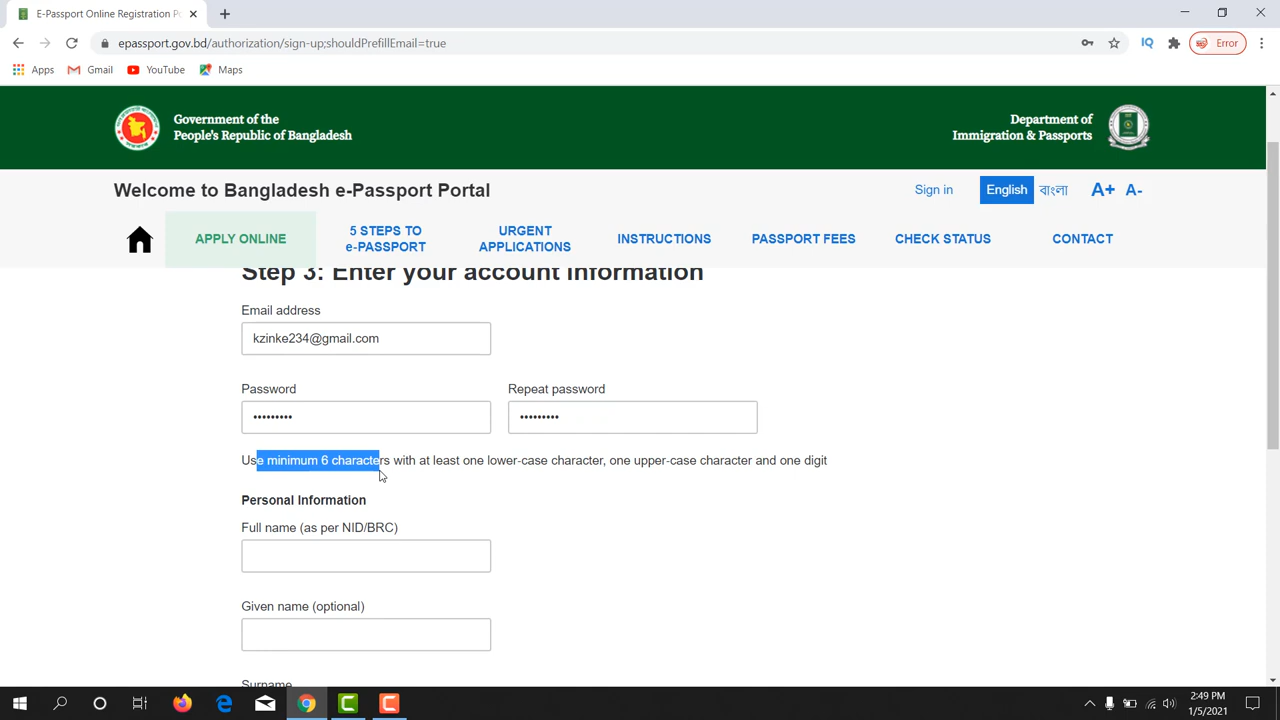 E-Passport Online Registration P
epassport.gov.bd/authorization/sign-up;shouldPrefillEmail=true
IQ
Error
Apps
Gmail
YouTube
Maps
Government of the
People's Republic of Bangladesh
Department of
Immigration & Passports
Welcome to Bangladesh e-Passport Portal
Sign in
English
বাংলা
A+
A-
APPLY ONLINE
5 STEPS TO
e-PASSPORT
URGENT
APPLICATIONS
INSTRUCTIONS
PASSPORT FEES
CHECK STATUS
CONTACT
Step 3: Enter your account information
Email address
kzinke234@gmail.com
Password
Repeat password
•••••••••
•••••••••
Use minimum 6 characters with at least one lower-case character, one upper-case character and one digit
Personal Information
Full name (as per NID/BRC)
Given name (optional)
Surname
2:49 PM
1/5/2021